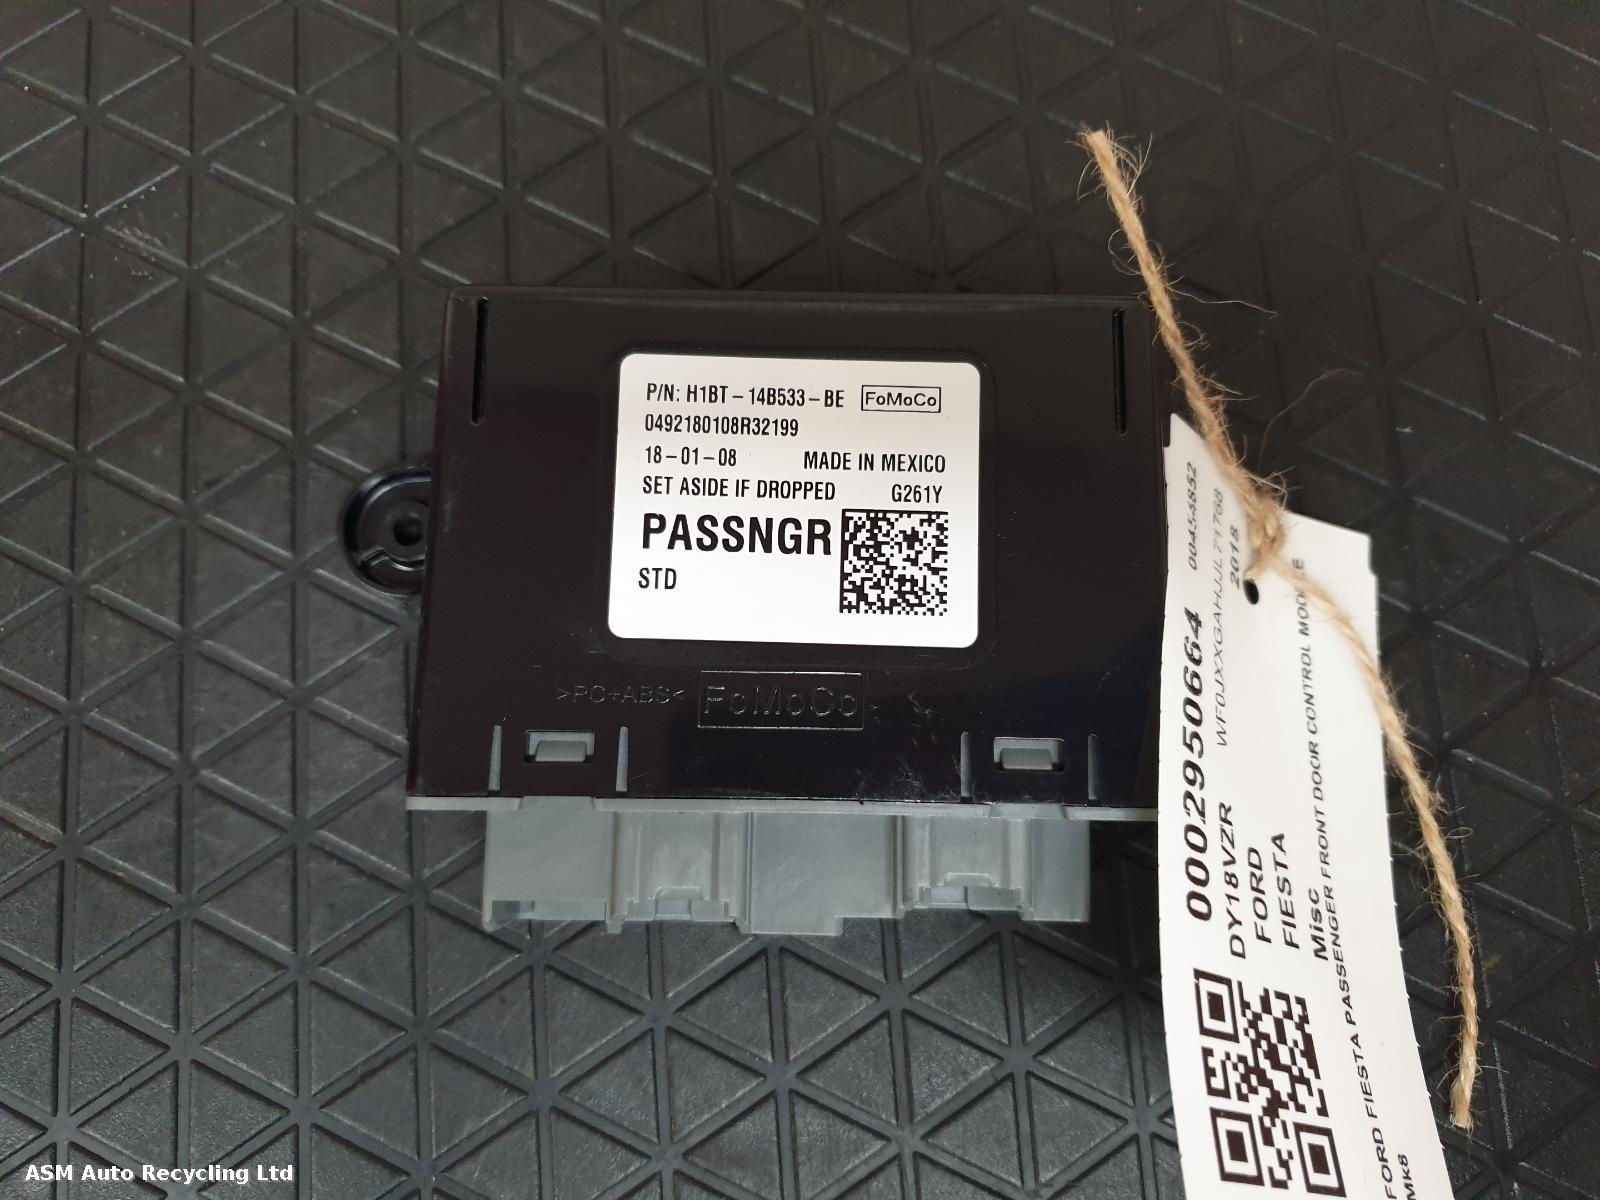 P/N: H1BT-14B533-BE FoMoCo
0492180108R32199
18-01-08 MADE IN MEXICO
SET ASIDE IF DROPPED G261Y
PASSNGR
STD
>PC+ABS< FoMoCo
0002950664 00454852
DY18VZR WF0JXXGAHJJL71768
FORD 2018
FIESTA
Misc
PASSENGER FRONT DOOR CONTROL MODULE
FORD FIESTA PASSENGER
Mk8
ASM Auto Recycling Ltd